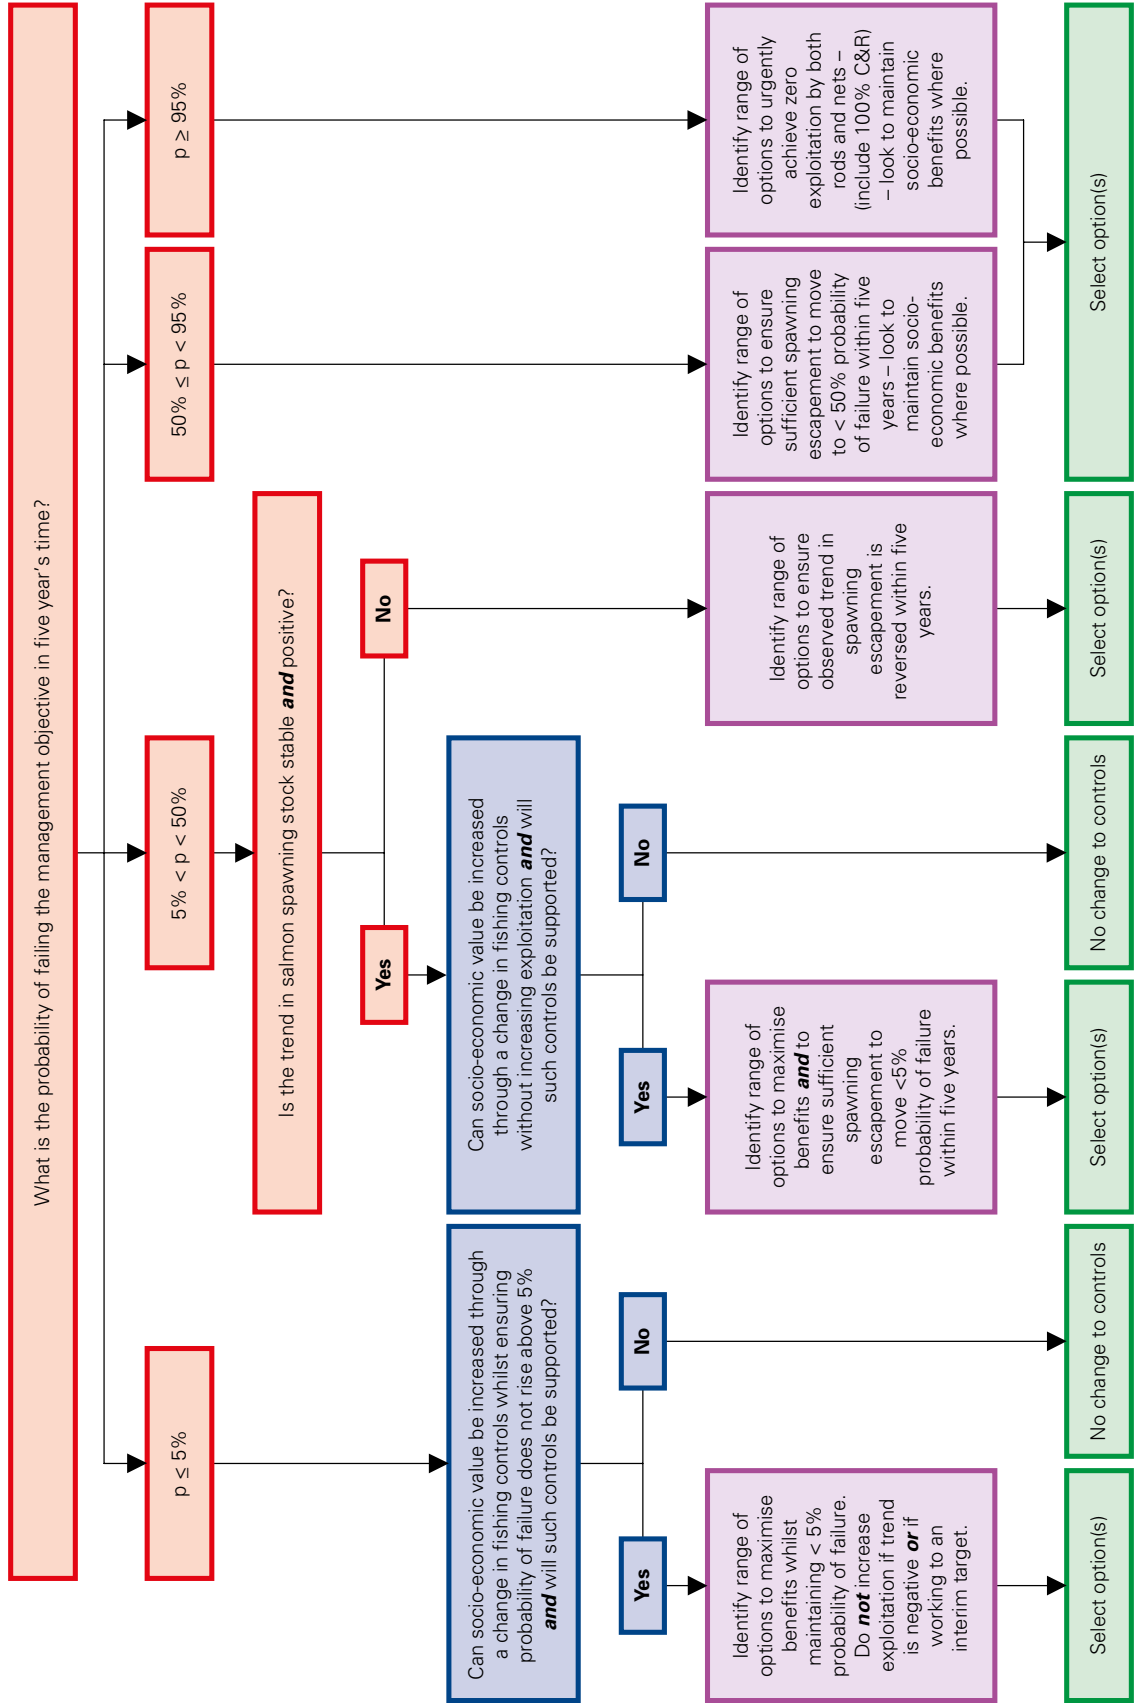 What is the probability of failing the management objective in five year's time?
p ≤ 5%
5% < p < 50%
50% ≤ p < 95%
p ≥ 95%
Is the trend in salmon spawning stock stable and positive?
Yes
No
Can socio-economic value be increased through
a change in fishing controls whilst ensuring
probability of failure does not rise above 5%
and will such controls be supported?
Can socio-economic value be increased
through a change in fishing controls
without increasing exploitation and will
such controls be supported?
Yes
No
Yes
No
Identify range of
options to maximise
benefits whilst
maintaining < 5%
probability of failure.
Do not increase
exploitation if trend
is negative or if
working to an
interim target.
Identify range of
options to maximise
benefits and to
ensure sufficient
spawning
escapement to
move <5%
probability of failure
within five years.
Identify range of
options to ensure
observed trend in
spawning
escapement is
reversed within five
years.
Identify range of
options to ensure
sufficient spawning
escapement to move
to < 50% probability
of failure within five
years – look to
maintain socio-
economic benefits
where possible.
Identify range of
options to urgently
achieve zero
exploitation by both
rods and nets –
(include 100% C&R)
– look to maintain
socio-economic
benefits where
possible.
Select option(s)
No change to controls
Select option(s)
No change to controls
Select option(s)
Select option(s)